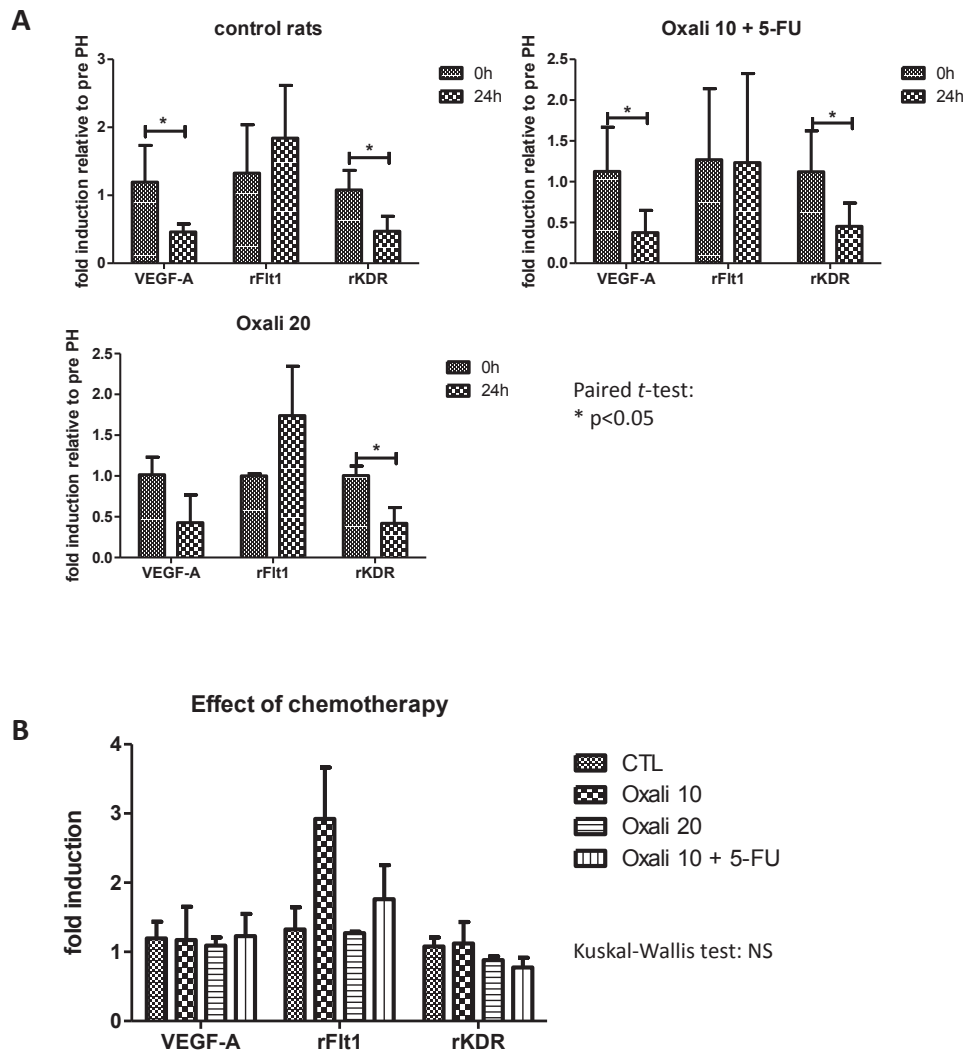 A
control rats
fold induction relative to pre PH
3
2
1
0
VEGF-A rFlt1 rKDR
* *
0h
24h
Oxali 10 + 5-FU
fold induction relative to pre PH
2.5
2.0
1.5
1.0
0.5
0.0
VEGF-A rFlt1 rKDR
* *
0h
24h
Oxali 20
fold induction relative to pre PH
2.5
2.0
1.5
1.0
0.5
0.0
VEGF-A rFlt1 rKDR
*
0h
24h
Paired t-test:
* p<0.05
B
Effect of chemotherapy
fold induction
4
3
2
1
0
VEGF-A rFlt1 rKDR
CTL
Oxali 10
Oxali 20
Oxali 10 + 5-FU
Kuskal-Wallis test: NS